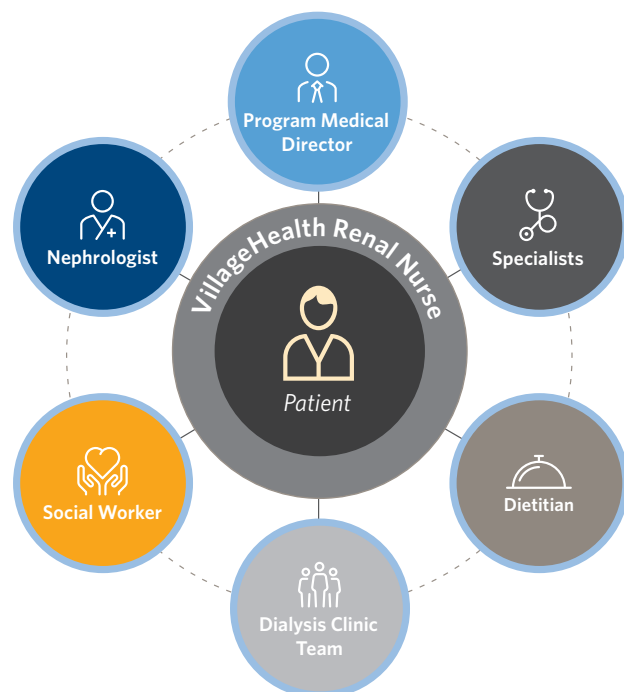 Program Medical
Director
Nephrologist
Specialists
VillageHealth Renal Nurse
Patient
Social Worker
Dietitian
Dialysis Clinic
Team